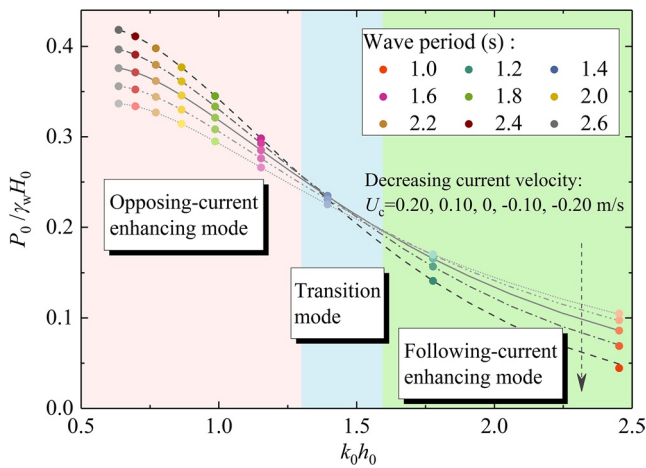 Wave period (s) :
1.0 1.2 1.4
1.6 1.8 2.0
2.2 2.4 2.6
Decreasing current velocity:
Uc=0.20, 0.10, 0, -0.10, -0.20 m/s
Opposing-current
enhancing mode
Transition
mode
Following-current
enhancing mode
P0/γwH0
0.4
0.3
0.2
0.1
0.0
0.5 1.0 1.5 2.0 2.5
k0h0